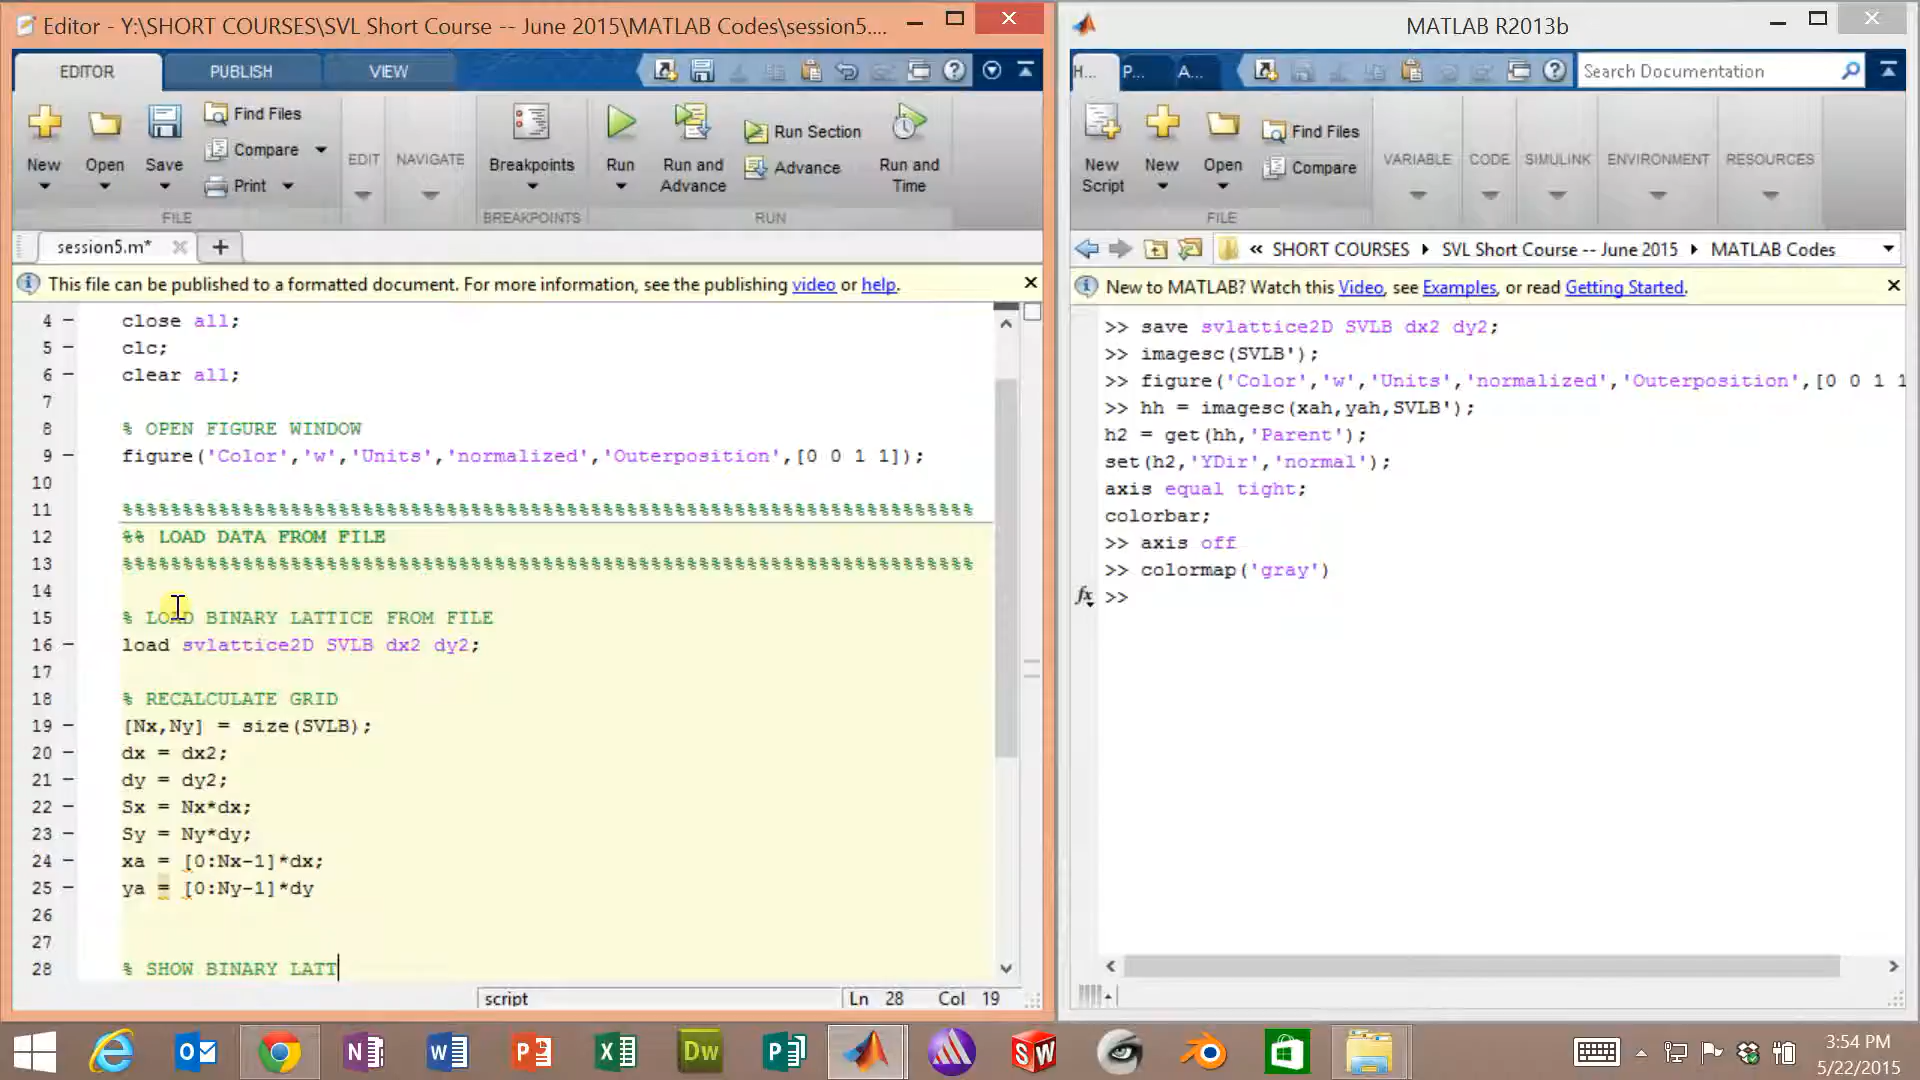 Editor - Y:\SHORT COURSES\SVL Short Course -- June 2015\MATLAB Codes\session5....
EDITOR PUBLISH VIEW
New
Open
Save
Find Files
Compare
Print
FILE
EDIT
NAVIGATE
Breakpoints
BREAKPOINTS
Run
Run and
Advance
Run Section
Advance
Run and
Time
RUN
session5.m*
This file can be published to a formatted document. For more information, see the publishing video or help.
4 close all;
5 clc;
6 clear all;
7
8 % OPEN FIGURE WINDOW
9 figure('Color','w','Units','normalized','Outerposition',[0 0 1 1]);
10
11 %%%%%%%%%%%%%%%%%%%%%%%%%%%%%%%%%%%%%%%%%%%%%%%%%%%%%%%%%%%%%%%%%%%%%%%
12 %% LOAD DATA FROM FILE
13 %%%%%%%%%%%%%%%%%%%%%%%%%%%%%%%%%%%%%%%%%%%%%%%%%%%%%%%%%%%%%%%%%%%%%%%
14
15 % LOAD BINARY LATTICE FROM FILE
16 load svlattice2D SVLB dx2 dy2;
17
18 % RECALCULATE GRID
19 [Nx,Ny] = size(SVLB);
20 dx = dx2;
21 dy = dy2;
22 Sx = Nx*dx;
23 Sy = Ny*dy;
24 xa = [0:Nx-1]*dx;
25 ya = [0:Ny-1]*dy
26
27
28 % SHOW BINARY LATT
script
Ln 28 Col 19
MATLAB R2013b
H... P... A...
Search Documentation
New
Script
New
Open
Find Files
Compare
FILE
VARIABLE
CODE
SIMULINK
ENVIRONMENT
RESOURCES
« SHORT COURSES SVL Short Course -- June 2015 MATLAB Codes
New to MATLAB? Watch this Video, see Examples, or read Getting Started.
>> save svlattice2D SVLB dx2 dy2;
>> imagesc(SVLB');
>> figure('Color','w','Units','normalized','Outerposition',[0 0 1 1
>> hh = imagesc(xah,yah,SVLB');
h2 = get(hh,'Parent');
set(h2,'YDir','normal');
axis equal tight;
colorbar;
>> axis off
>> colormap('gray')
fx >>
3:54 PM
5/22/2015